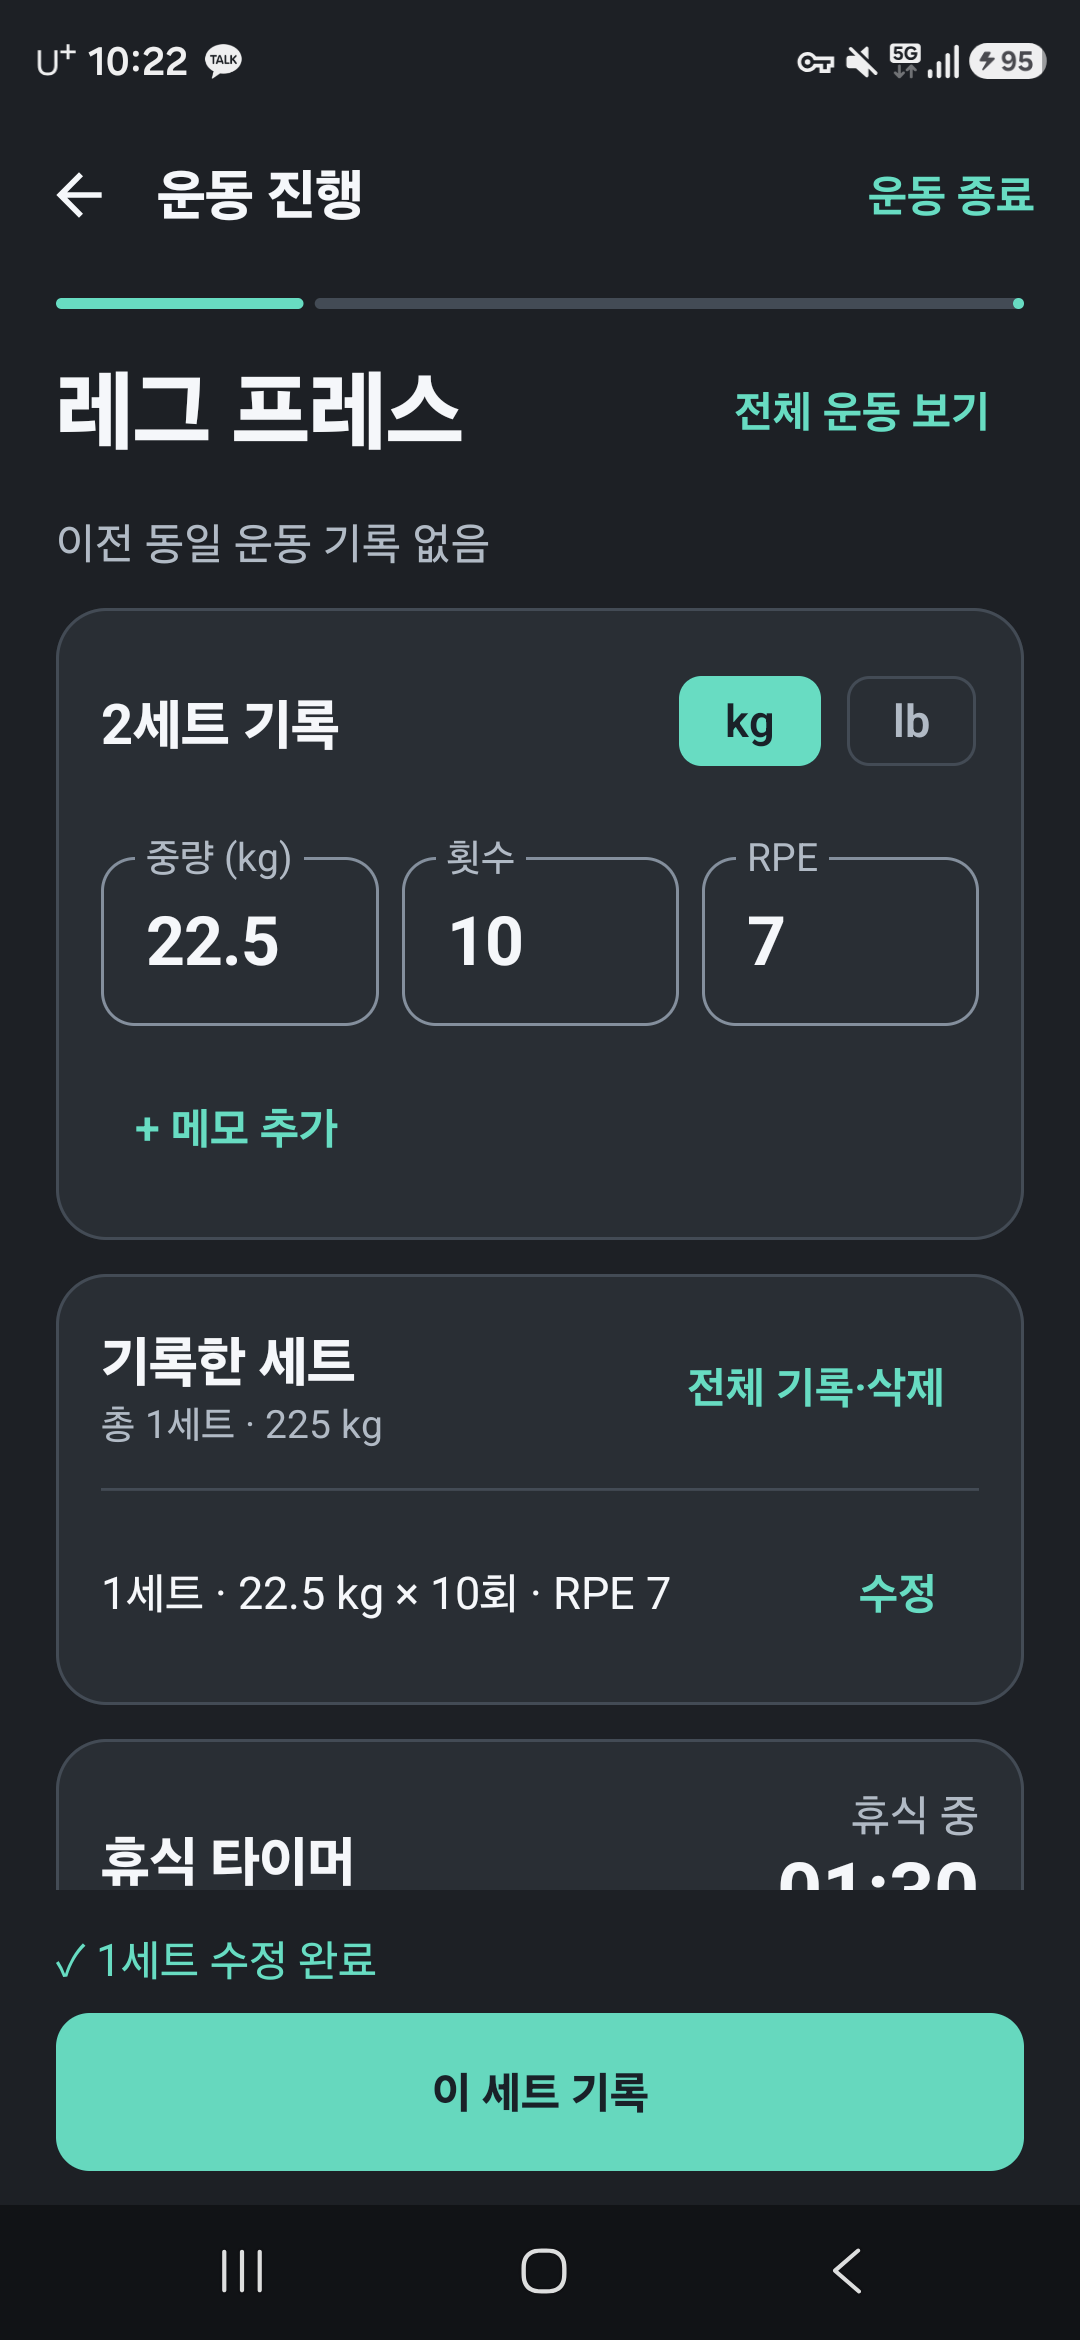 U+ 10:22 TALK 5G 95
운동 진행
운동 종료
레그 프레스
전체 운동 보기
이전 동일 운동 기록 없음
2세트 기록
kg
lb
중량 (kg)
횟수
RPE
22.5
10
7
+ 메모 추가
기록한 세트
전체 기록·삭제
총 1세트 · 225 kg
1세트 · 22.5 kg × 10회 · RPE 7
수정
휴식 중
휴식 타이머
01:30
✓ 1세트 수정 완료
이 세트 기록